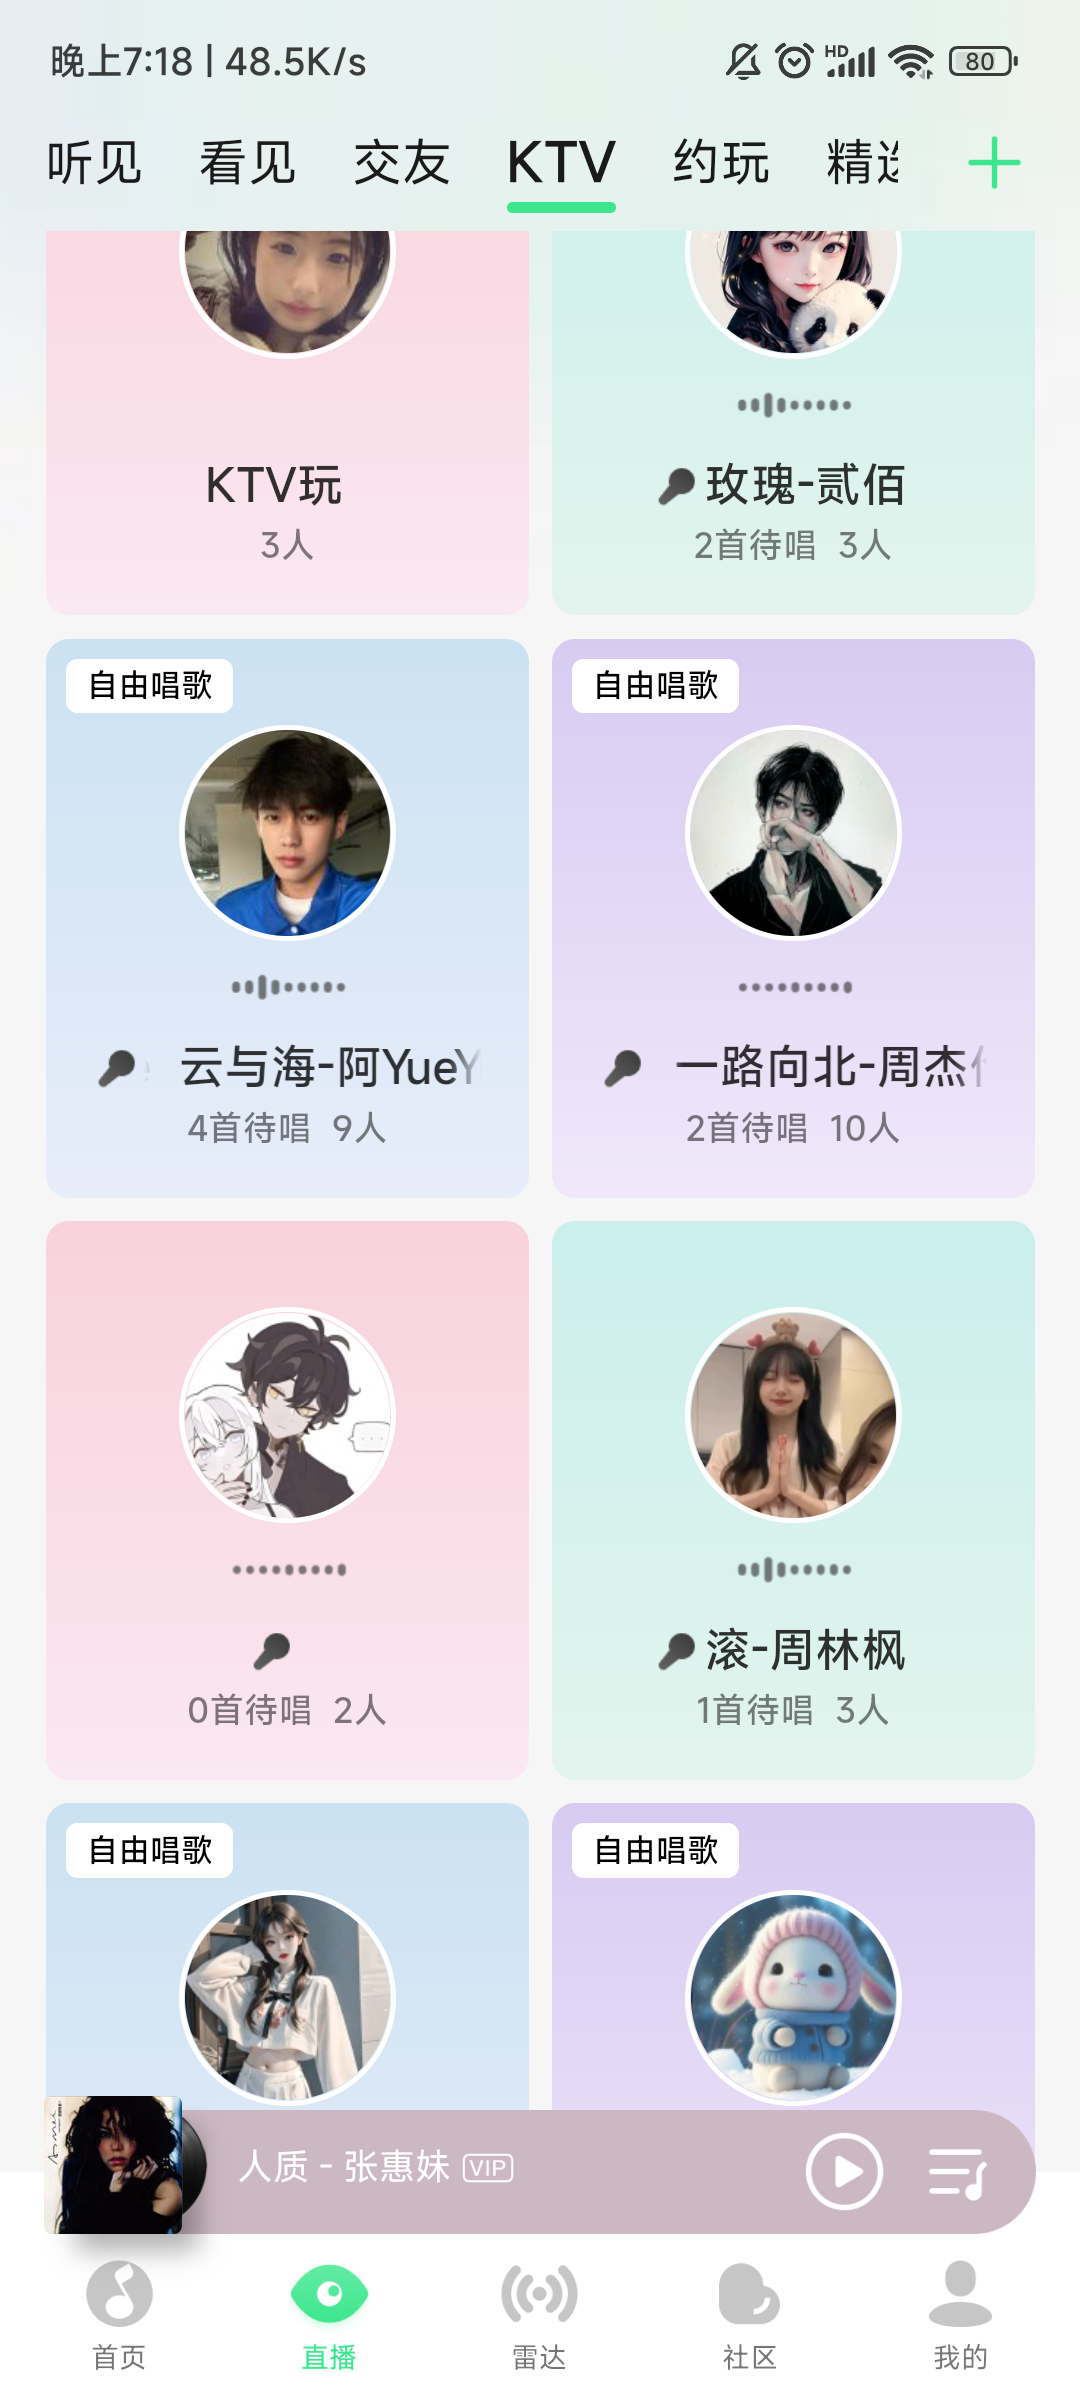 晚上7:18 | 48.5K/s
HD
80
听见 看见 交友 KTV 约玩 精选
KTV玩
3人
玫瑰-贰佰
2首待唱 3人
自由唱歌
云与海-阿YueY
4首待唱 9人
自由唱歌
一路向北-周杰
2首待唱 10人
0首待唱 2人
滚-周林枫
1首待唱 3人
自由唱歌
自由唱歌
人质 - 张惠妹 VIP
首页 直播 雷达 社区 我的